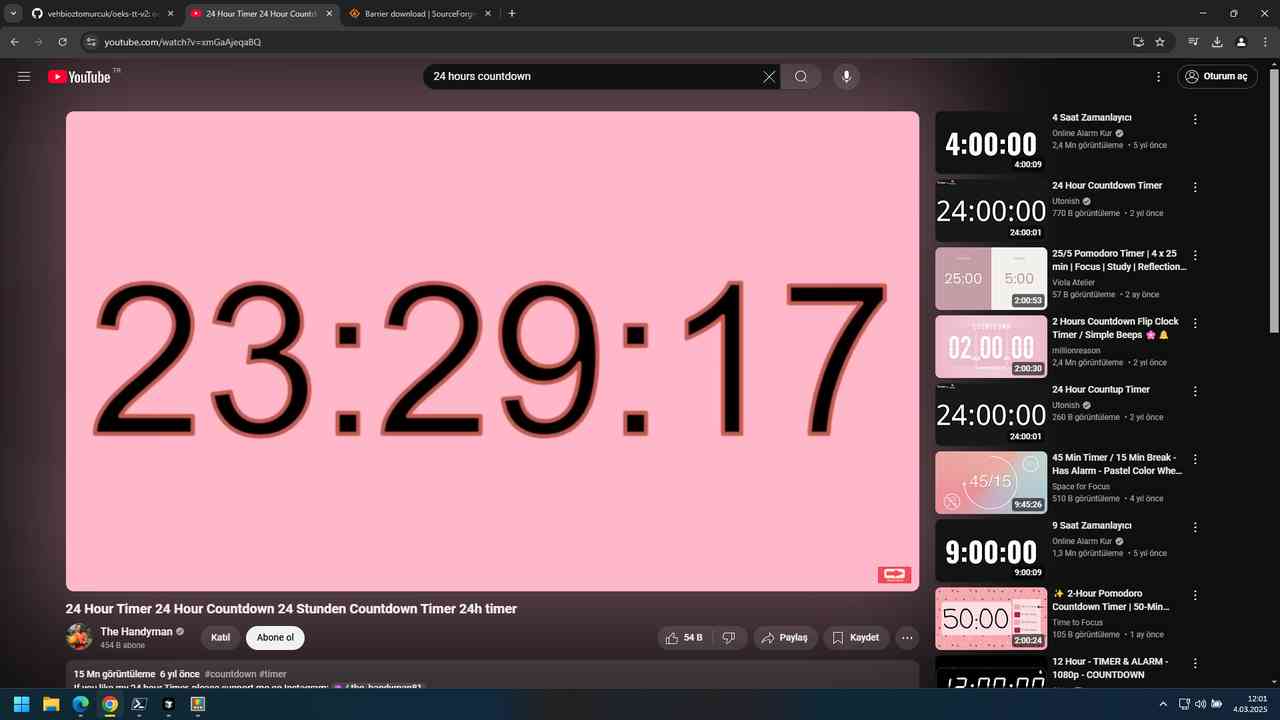 vehbioztomurcuk/oeks-tt-v2:
24 Hour Timer 24 Hour Countd
Barrier download | SourceForg
youtube.com/watch?v=xmGaAjeqaBQ
YouTube TR
24 hours countdown
Oturum aç
23:29:17
24 Hour Timer 24 Hour Countdown 24 Stunden Countdown Timer 24h timer
The Handyman
454 B abone
Katıl
Abone ol
54 B
Paylaş
Kaydet
15 Mn görüntüleme 6 yıl önce #countdown #timer
If you like my 24 hour Timer, please support me on Instagram: / the_handyman81
4:00:00
4:00:09
4 Saat Zamanlayıcı
Online Alarm Kur
2,4 Mn görüntüleme • 5 yıl önce
24:00:00
24:00:01
24 Hour Countdown Timer
Utonish
770 B görüntüleme • 2 yıl önce
25:00
5:00
2:00:53
25/5 Pomodoro Timer | 4 x 25
min | Focus | Study | Reflection...
Viola Atelier
57 B görüntüleme • 2 ay önce
COUNTDOWN
02:00:00
2:00:30
2 Hours Countdown Flip Clock
Timer / Simple Beeps 🌸 🔔
millionreason
2,4 Mn görüntüleme • 2 yıl önce
24:00:00
24:00:01
24 Hour Countup Timer
Utonish
260 B görüntüleme • 2 yıl önce
45/15
9:45:26
45 Min Timer / 15 Min Break -
Has Alarm - Pastel Color Whe...
Space for Focus
510 B görüntüleme • 4 yıl önce
9:00:00
9:00:09
9 Saat Zamanlayıcı
Online Alarm Kur
1,3 Mn görüntüleme • 5 yıl önce
50:00
2:00:24
✨ 2-Hour Pomodoro
Countdown Timer | 50-Min...
Time to Focus
105 B görüntüleme • 1 ay önce
12:00:00
12 Hour - TIMER & ALARM -
1080p - COUNTDOWN
12:01
4.03.2025